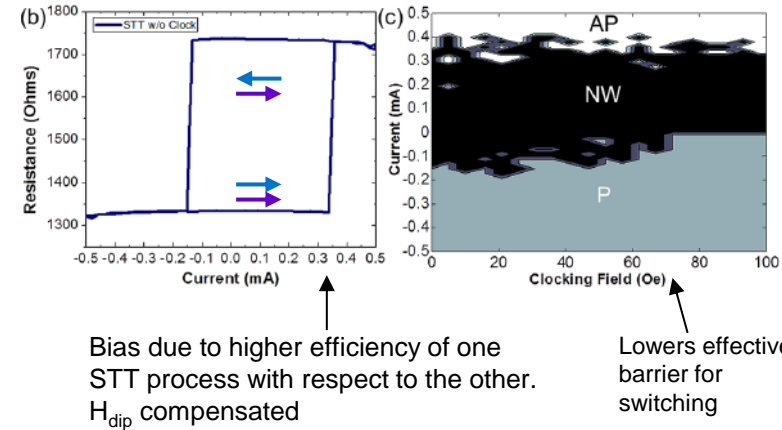 (b)
STT w/o Clock
1800
1700
1600
1500
1400
1300
Resistance (Ohms)
-0.5 -0.4 -0.3 -0.2 -0.1 0.0 0.1 0.2 0.3 0.4 0.5
Current (mA)
(c)
AP
NW
P
0.5
0.4
0.3
0.2
0.1
0
-0.1
-0.2
-0.3
-0.4
-0.5
Current (mA)
0 20 40 60 80 100
Clocking Field (Oe)
Bias due to higher efficiency of one
STT process with respect to the other.
H_dip compensated
Lowers effective
barrier for
switching